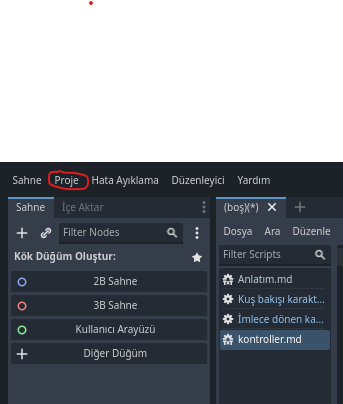 Sahne Proje Hata Ayıklama Düzenleyici Yardım
Sahne İçe Aktar
Filter Nodes
Kök Düğüm Oluştur:
2B Sahne
3B Sahne
Kullanıcı Arayüzü
Diğer Düğüm
(boş)(*)
Dosya Ara Düzenle
Filter Scripts
Anlatım.md
Kuş bakışı karakt...
İmlece dönen ka...
kontroller.md